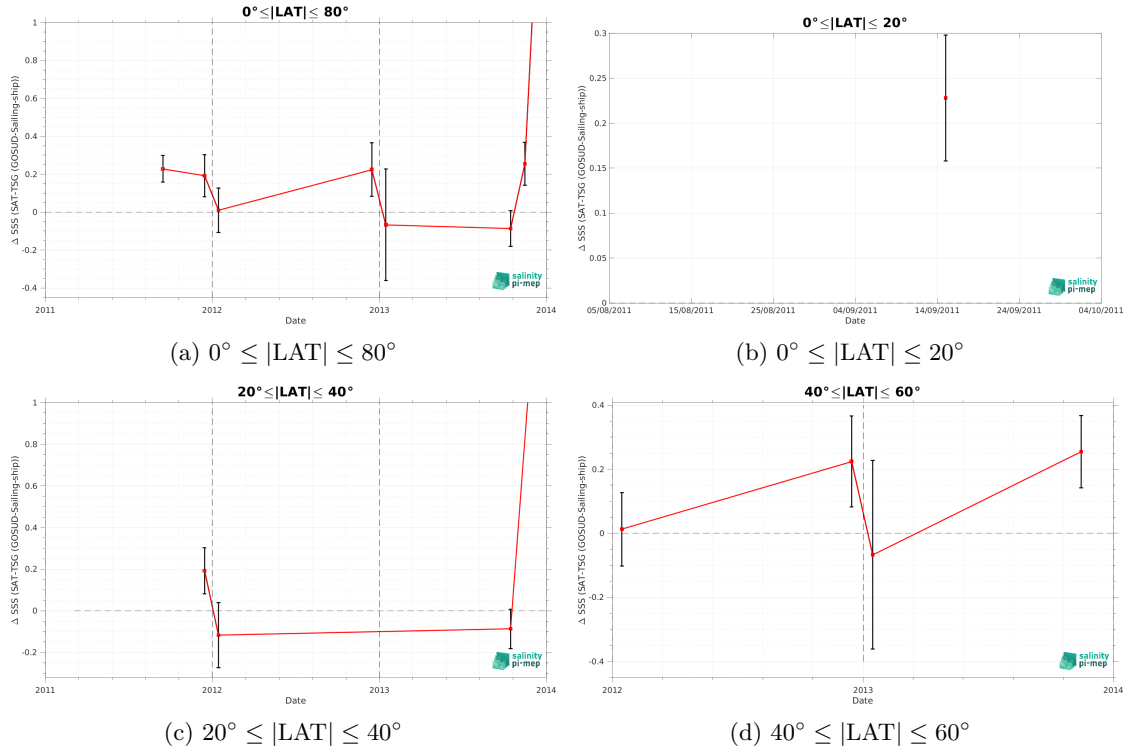 0°≤|LAT|≤ 80°
Δ SSS (SAT-TSG (GOSUD-Sailing-ship))
1
0.8
0.6
0.4
0.2
0
-0.2
-0.4
2011 2012 2013 2014
Date
salinity
pi-mep
(a) 0° ≤ |LAT| ≤ 80°
0°≤|LAT|≤ 20°
Δ SSS (SAT-TSG (GOSUD-Sailing-ship))
0.3
0.25
0.2
0.15
0.1
0.05
0
05/08/2011 15/08/2011 25/08/2011 04/09/2011 14/09/2011 24/09/2011 04/10/2011
Date
salinity
pi-mep
(b) 0° ≤ |LAT| ≤ 20°
20°≤|LAT|≤ 40°
Δ SSS (SAT-TSG (GOSUD-Sailing-ship))
1
0.8
0.6
0.4
0.2
0
-0.2
2011 2012 2013 2014
Date
salinity
pi-mep
(c) 20° ≤ |LAT| ≤ 40°
40°≤|LAT|≤ 60°
Δ SSS (SAT-TSG (GOSUD-Sailing-ship))
0.4
0.2
0
-0.2
-0.4
2012 2013 2014
Date
salinity
pi-mep
(d) 40° ≤ |LAT| ≤ 60°